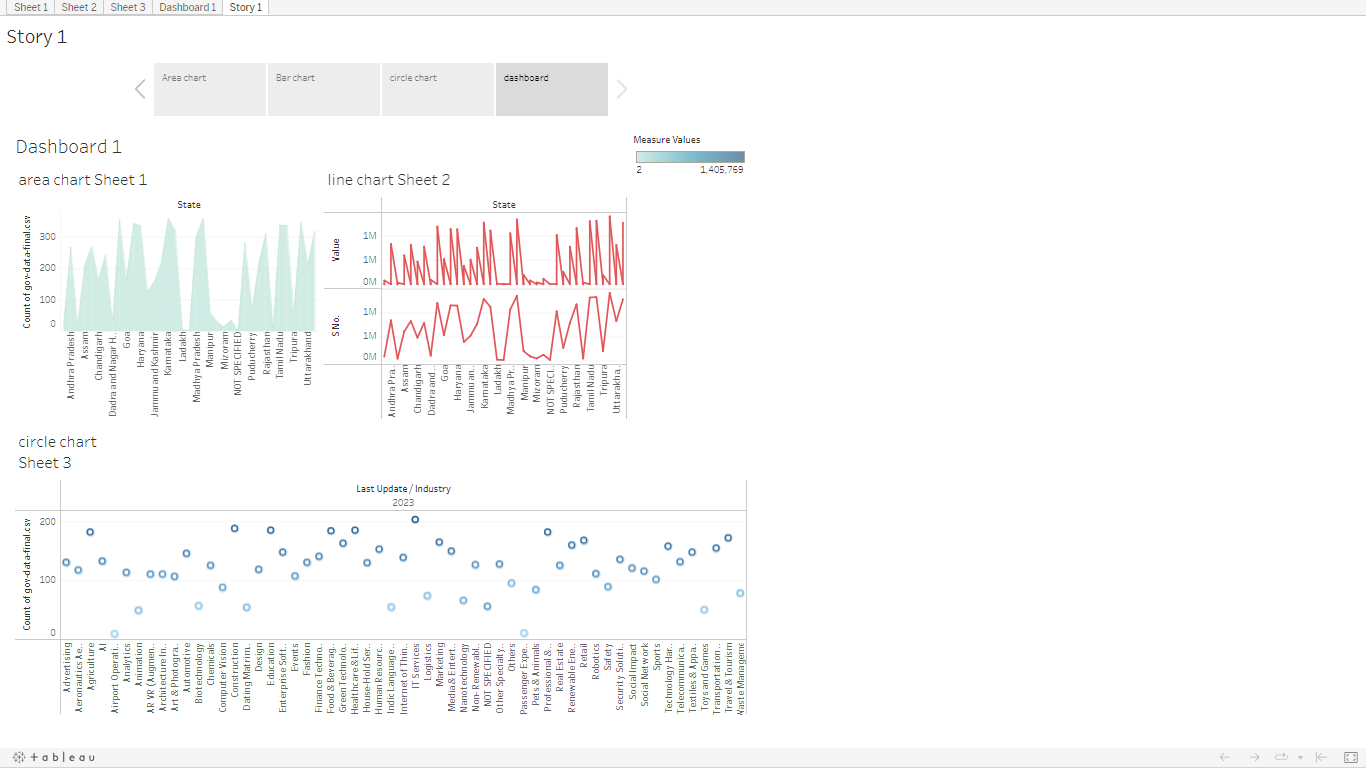 Sheet 1 Sheet 2 Sheet 3 Dashboard 1 Story 1
Story 1
Area chart Bar chart circle chart dashboard
Dashboard 1
Measure Values
2 1,405,769
area chart Sheet 1
State
Count of gov-data-final.csv
300
200
100
0
Andhra Pradesh
Assam
Chandigarh
Dadra and Nagar H..
Goa
Haryana
Jammu and Kashmir
Karnataka
Ladakh
Madhya Pradesh
Manipur
Mizoram
NOT SPECIFIED
Puducherry
Rajasthan
Tamil Nadu
Tripura
Uttarakhand
line chart Sheet 2
State
Value
1M
1M
0M
S No.
1M
1M
0M
Andhra Pra..
Assam
Chandigarh
Dadra and ..
Goa
Haryana
Jammu an..
Karnataka
Ladakh
Madhya Pr..
Manipur
Mizoram
NOT SPECI..
Puducherry
Rajasthan
Tamil Nadu
Tripura
Uttarakha..
circle chart
Sheet 3
Last Update / Industry
2023
Count of gov-data-final.csv
200
100
0
Advertising
Aeronautics Ae..
Agriculture
AI
Airport Operati..
Analytics
Animation
AR VR (Augmen..
Architecture In..
Art & Photogra..
Automotive
Biotechnology
Chemicals
Computer Vision
Construction
Dating Matrim..
Design
Education
Enterprise Soft..
Events
Fashion
Finance Techno..
Food & Beverag..
Green Technolo..
Healthcare & Lif..
House-Hold Ser..
Human Resourc..
Indic Language..
Internet of Thin..
IT Services
Logistics
Marketing
Media & Entert..
Nanotechnology
Non- Renewabl..
NOT SPECIFIED
Other Specialty..
Others
Passenger Expe..
Pets & Animals
Professional &..
Real Estate
Renewable Ene..
Retail
Robotics
Safety
Security Soluti..
Social Impact
Social Network
Sports
Technology Har..
Telecommunica..
Textiles & Appa..
Toys and Games
Transportation ..
Travel & Tourism
Waste Manageme
+ableau